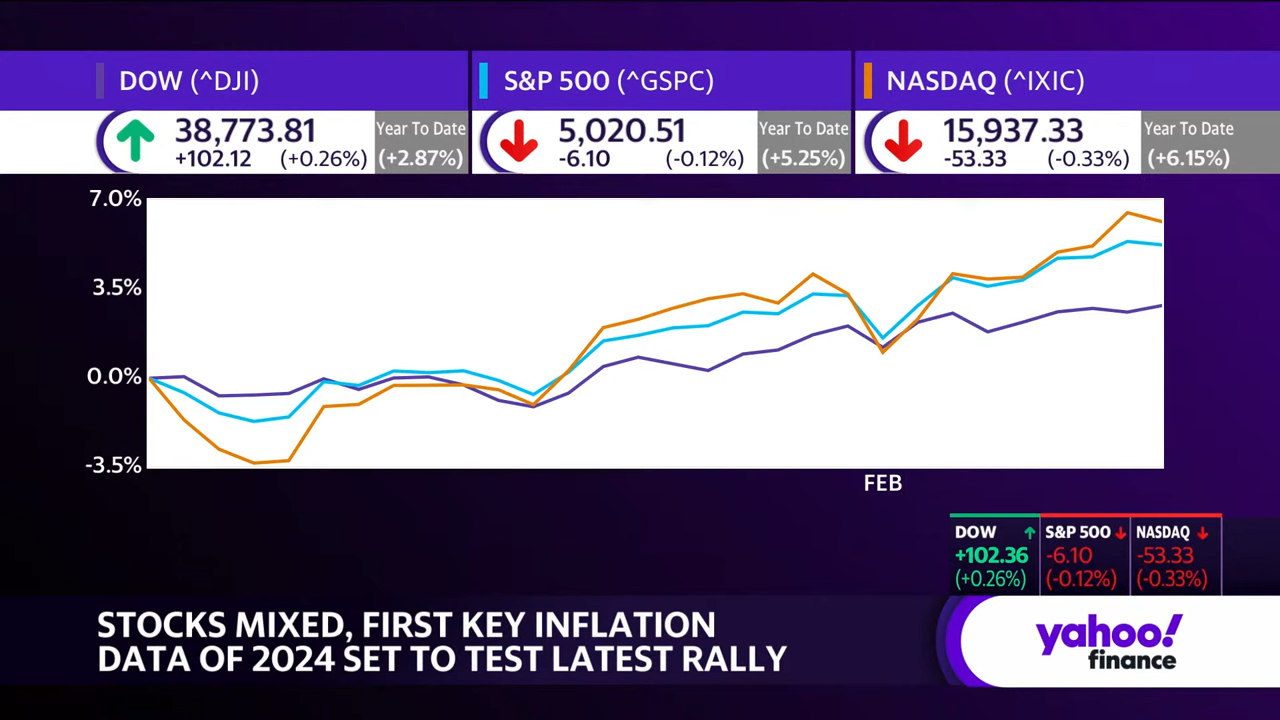 DOW (^DJI)
38,773.81
+102.12 (+0.26%)
Year To Date
(+2.87%)
S&P 500 (^GSPC)
5,020.51
-6.10 (-0.12%)
Year To Date
(+5.25%)
NASDAQ (^IXIC)
15,937.33
-53.33 (-0.33%)
Year To Date
(+6.15%)
7.0%
3.5%
0.0%
-3.5%
FEB
DOW
+102.36
(+0.26%)
S&P 500
-6.10
(-0.12%)
NASDAQ
-53.33
(-0.33%)
STOCKS MIXED, FIRST KEY INFLATION
DATA OF 2024 SET TO TEST LATEST RALLY
yahoo!
finance